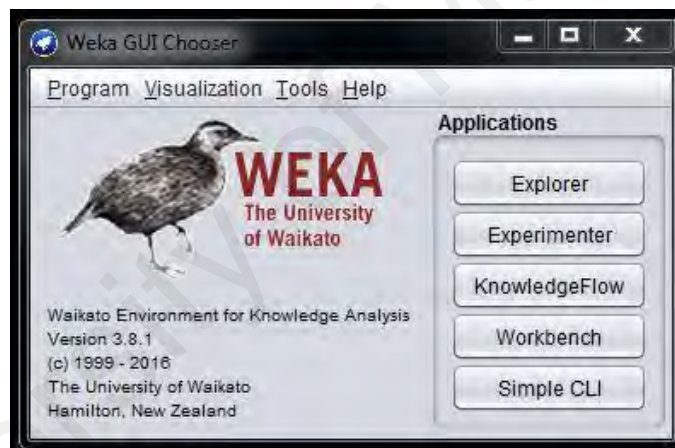 Weka GUI Chooser
Program Visualization Tools Help
WEKA
The University
of Waikato
Waikato Environment for Knowledge Analysis
Version 3.8.1
(c) 1999 - 2016
The University of Waikato
Hamilton, New Zealand
Applications
Explorer
Experimenter
KnowledgeFlow
Workbench
Simple CLI